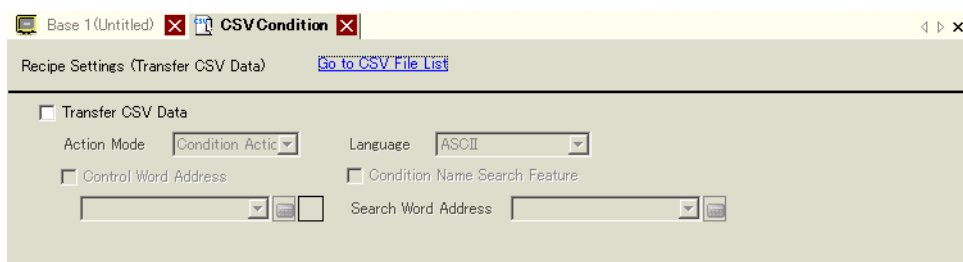 Base 1(Untitled) CSV Condition
Recipe Settings (Transfer CSV Data) Go to CSV File List
Transfer CSV Data
Action Mode Condition Actic Language ASCII
Control Word Address Condition Name Search Feature
Search Word Address